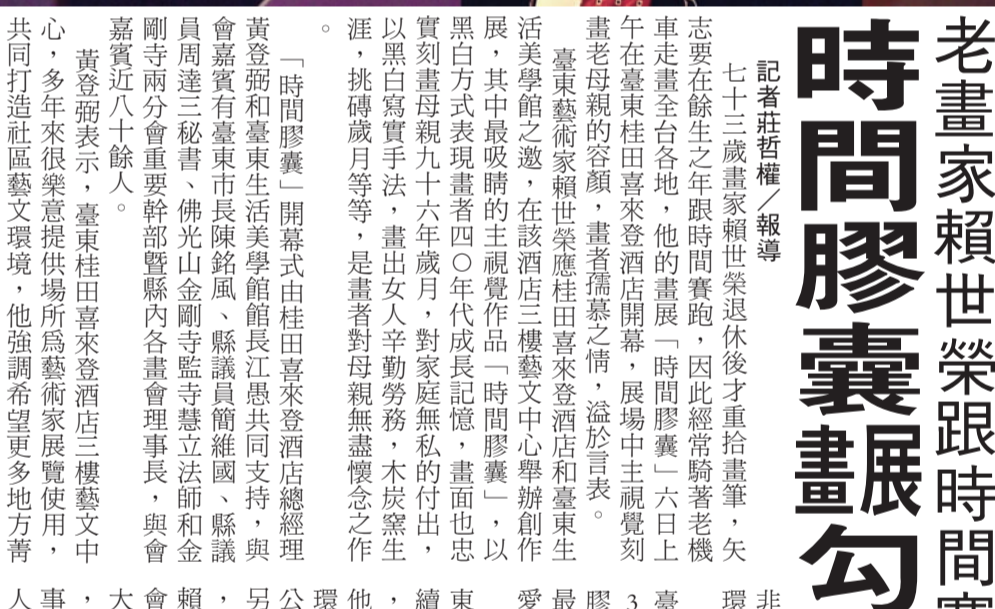 老畫家賴世榮跟時間
時間膠囊畫展勾
記者莊哲權／報導
七十三歲畫家賴世榮退休後才重拾畫筆，矢
志要在餘生之年跟時間賽跑，因此經常騎著老機
車走畫全台各地，他的畫展「時間膠囊」六日上
午在臺東桂田喜來登酒店開幕，展場中主視覺刻
畫老母親的容顏，畫者孺慕之情，溢於言表。
臺東藝術家賴世榮應桂田喜來登酒店和臺東生
活美學館之邀，在該酒店三樓藝文中心舉辦創作
展，其中最吸睛的主視覺作品「時間膠囊」，以
黑白方式表現畫者四〇年代成長記憶，畫面也忠
實刻畫母親九十六年歲月，對家庭無私的付出，
以黑白寫實手法，畫出女人辛勤勞務，木炭窯生
涯，挑磚歲月等等，是畫者對母親無盡懷念之作
。
「時間膠囊」開幕式由桂田喜來登酒店總經理
黃登弼和臺東生活美學館館長江愚共同支持，與
會嘉賓有臺東市長陳銘風、縣議員簡維國、縣議
員周達三秘書、佛光山金剛寺監寺慧立法師和金
剛寺兩分會重要幹部暨縣內各畫會理事長，與會
嘉賓近八十餘人。
黃登弼表示，臺東桂田喜來登酒店三樓藝文中
心，多年來很樂意提供場所為藝術家展覽使用，
共同打造社區藝文環境，他強調希望更多地方菁
非
環
臺
3
膠
最
愛
東
續
，
他
環
公
另
，
賴
會
大
，
事
人